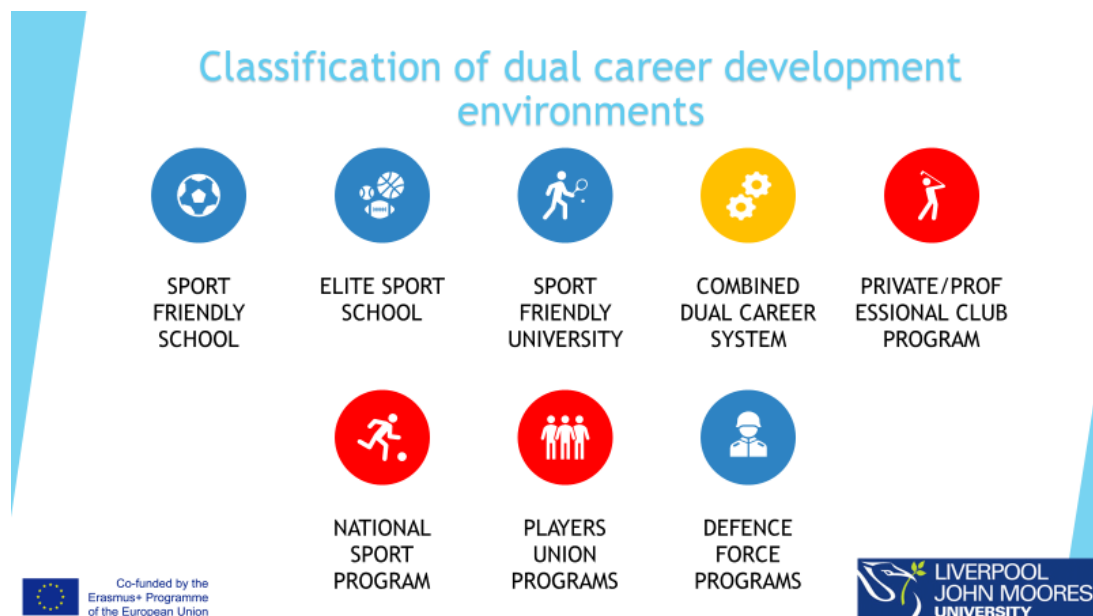 Classification of dual career development
environments
SPORT
FRIENDLY
SCHOOL
ELITE SPORT
SCHOOL
SPORT
FRIENDLY
UNIVERSITY
COMBINED
DUAL CAREER
SYSTEM
PRIVATE/PROF
ESSIONAL CLUB
PROGRAM
NATIONAL
SPORT
PROGRAM
PLAYERS
UNION
PROGRAMS
DEFENCE
FORCE
PROGRAMS
Co-funded by the
Erasmus+ Programme
of the European Union
LIVERPOOL
JOHN MOORES
UNIVERSITY